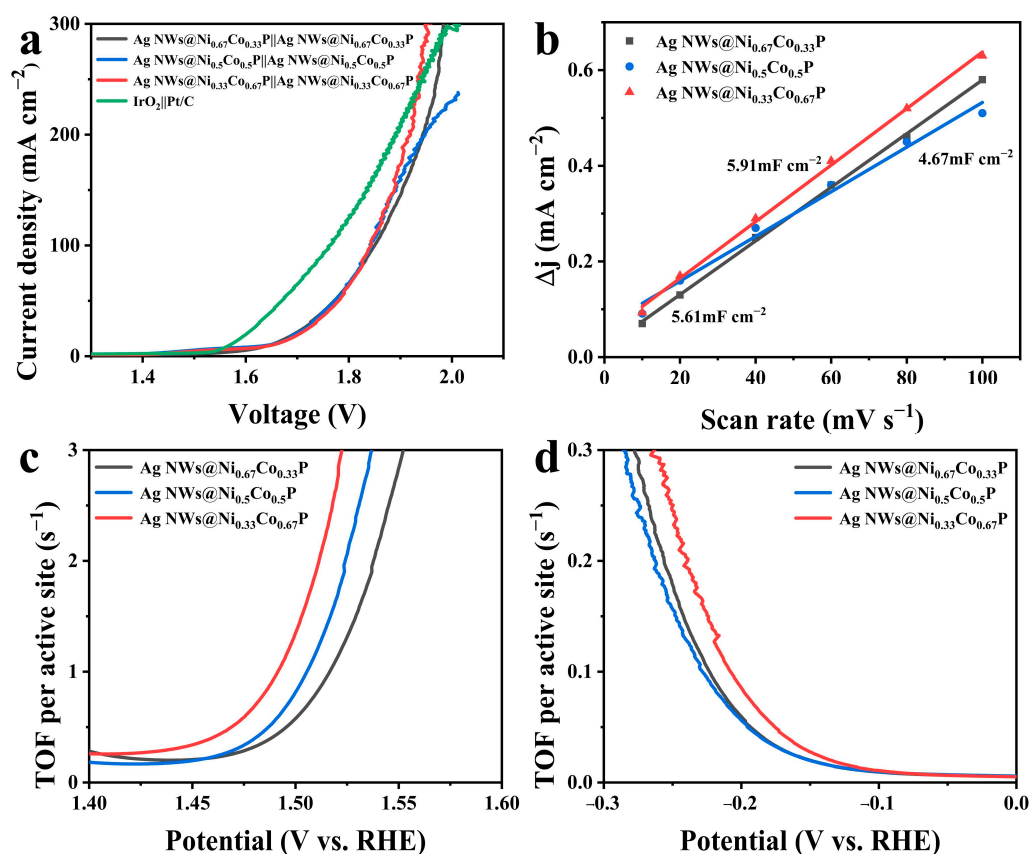 a
Ag NWs@Ni₀.₆₇Co₀.₃₃P||Ag NWs@Ni₀.₆₇Co₀.₃₃P
Ag NWs@Ni₀.₅Co₀.₅P||Ag NWs@Ni₀.₅Co₀.₅P
Ag NWs@Ni₀.₃₃Co₀.₆₇P||Ag NWs@Ni₀.₃₃Co₀.₆₇P
IrO₂||Pt/C
300
200
100
0
Current density (mA cm⁻²)
1.4 1.6 1.8 2.0
Voltage (V)
b
Ag NWs@Ni₀.₆₇Co₀.₃₃P
Ag NWs@Ni₀.₅Co₀.₅P
Ag NWs@Ni₀.₃₃Co₀.₆₇P
5.91mF cm⁻²
4.67mF cm⁻²
5.61mF cm⁻²
0.6
0.4
0.2
0.0
Δj (mA cm⁻²)
0 20 40 60 80 100
Scan rate (mV s⁻¹)
c
Ag NWs@Ni₀.₆₇Co₀.₃₃P
Ag NWs@Ni₀.₅Co₀.₅P
Ag NWs@Ni₀.₃₃Co₀.₆₇P
3
2
1
0
TOF per active site (s⁻¹)
1.40 1.45 1.50 1.55 1.60
Potential (V vs. RHE)
d
Ag NWs@Ni₀.₆₇Co₀.₃₃P
Ag NWs@Ni₀.₅Co₀.₅P
Ag NWs@Ni₀.₃₃Co₀.₆₇P
0.3
0.2
0.1
0.0
TOF per active site (s⁻¹)
−0.3 −0.2 −0.1 0.0
Potential (V vs. RHE)